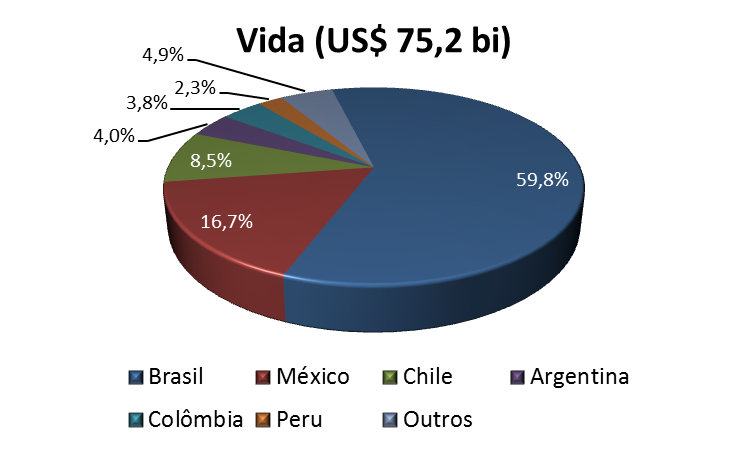 Vida (US$ 75,2 bi)
4,9%
2,3%
3,8%
4,0%
8,5%
59,8%
16,7%
Brasil México Chile Argentina
Colômbia Peru Outros